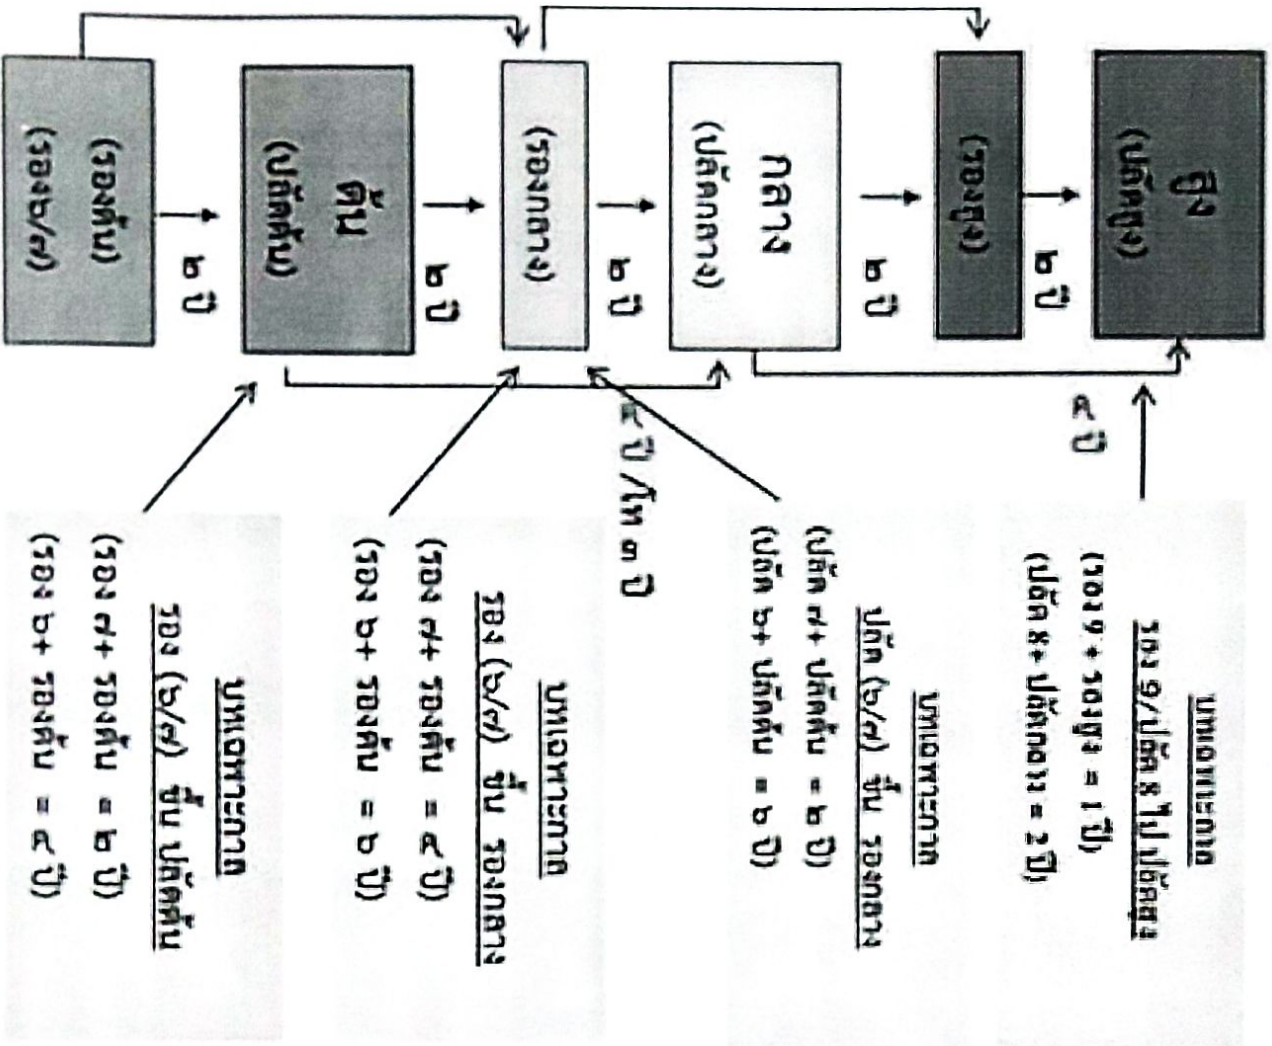 สูง
(ปลัดสูง)
๒ ปี
(รองสูง)
๔ ปี
๒ ปี
กลาง
(ปลัดกลาง)
๒ ปี
(รองกลาง)
๔ ปี /โท ๓ ปี
๒ ปี
ต้น
(ปลัดต้น)
๒ ปี
(รองต้น)
(รอง๖/๗)
บทเฉพาะกาล
รอง 9/ปลัด 8 ไป ปลัดสูง
(รอง9 + รองสูง = 1 ปี)
(ปลัด 8+ ปลัดกลาง = 2 ปี)
บทเฉพาะกาล
ปลัด (๖/๗) ขึ้น รองกลาง
(ปลัด ๗+ ปลัดต้น = ๒ ปี)
(ปลัด ๖+ ปลัดต้น = ๖ ปี)
บทเฉพาะกาล
รอง (๖/๗) ขึ้น รองกลาง
(รอง ๗+ รองต้น = ๔ ปี)
(รอง ๖+ รองต้น = ๖ ปี)
บทเฉพาะกาล
รอง (๖/๗) ขึ้น ปลัดต้น
(รอง ๗+ รองต้น = ๒ ปี)
(รอง ๖+ รองต้น = ๔ ปี)